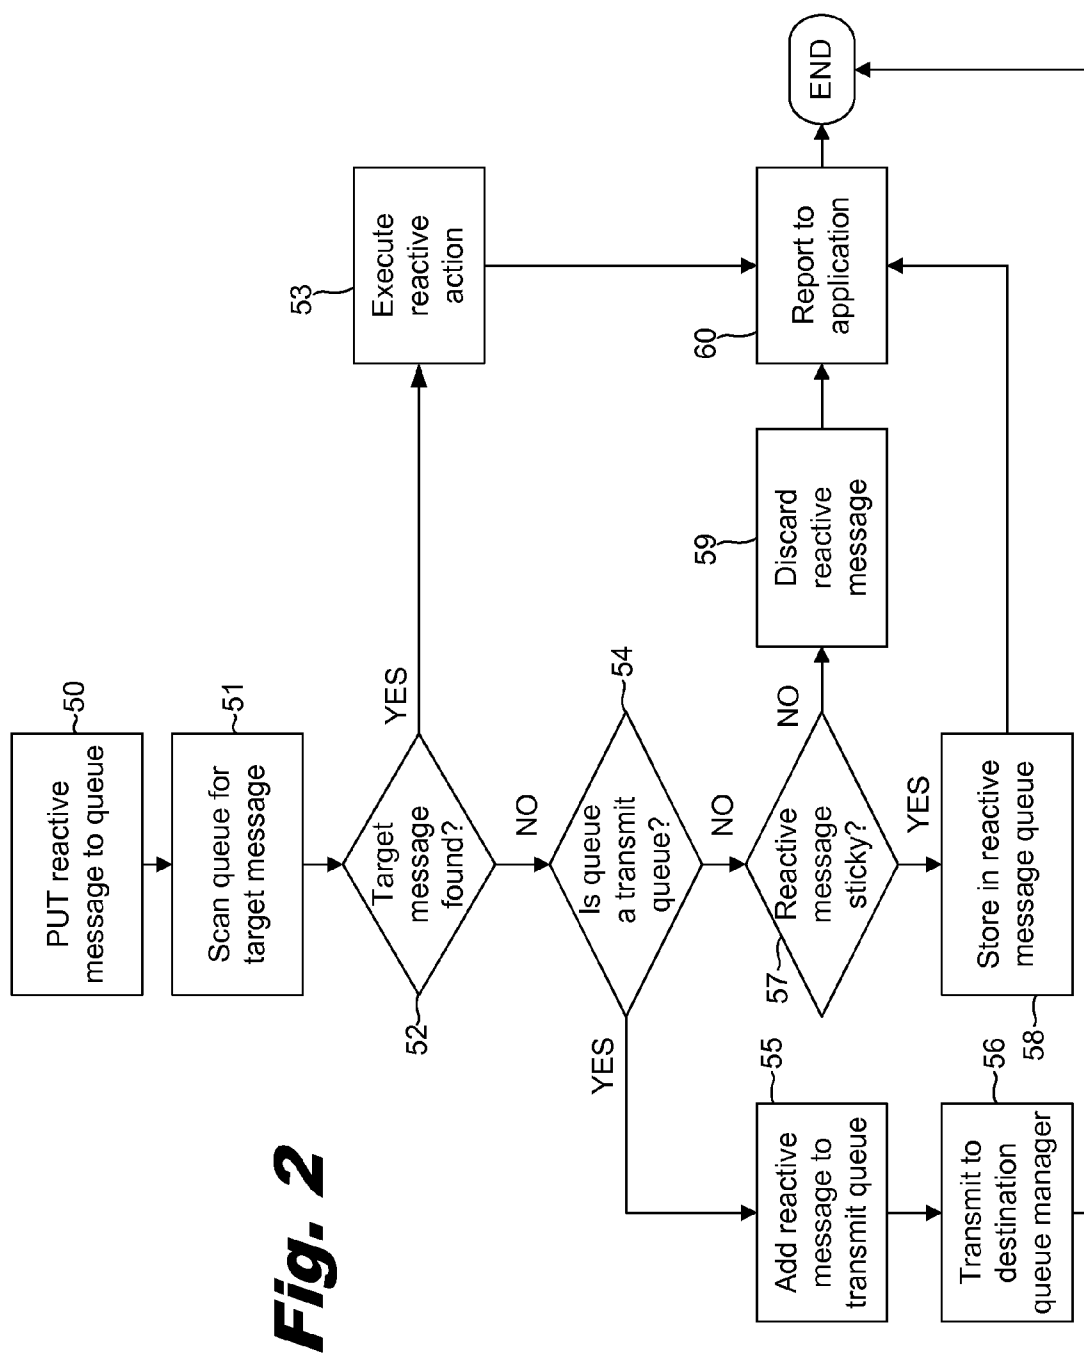 PUT reactive
message to queue
50
Scan queue for
target message
51
Target
message
found?
52
YES
Execute
reactive
action
53
NO
Is queue
a transmit
queue?
54
YES
Add reactive
message to
transmit queue
55
Transmit to
destination
queue manager
56
NO
Reactive
message
sticky?
57
YES
Store in reactive
message queue
58
NO
Discard
reactive
message
59
Report to
application
60
END
Fig. 2